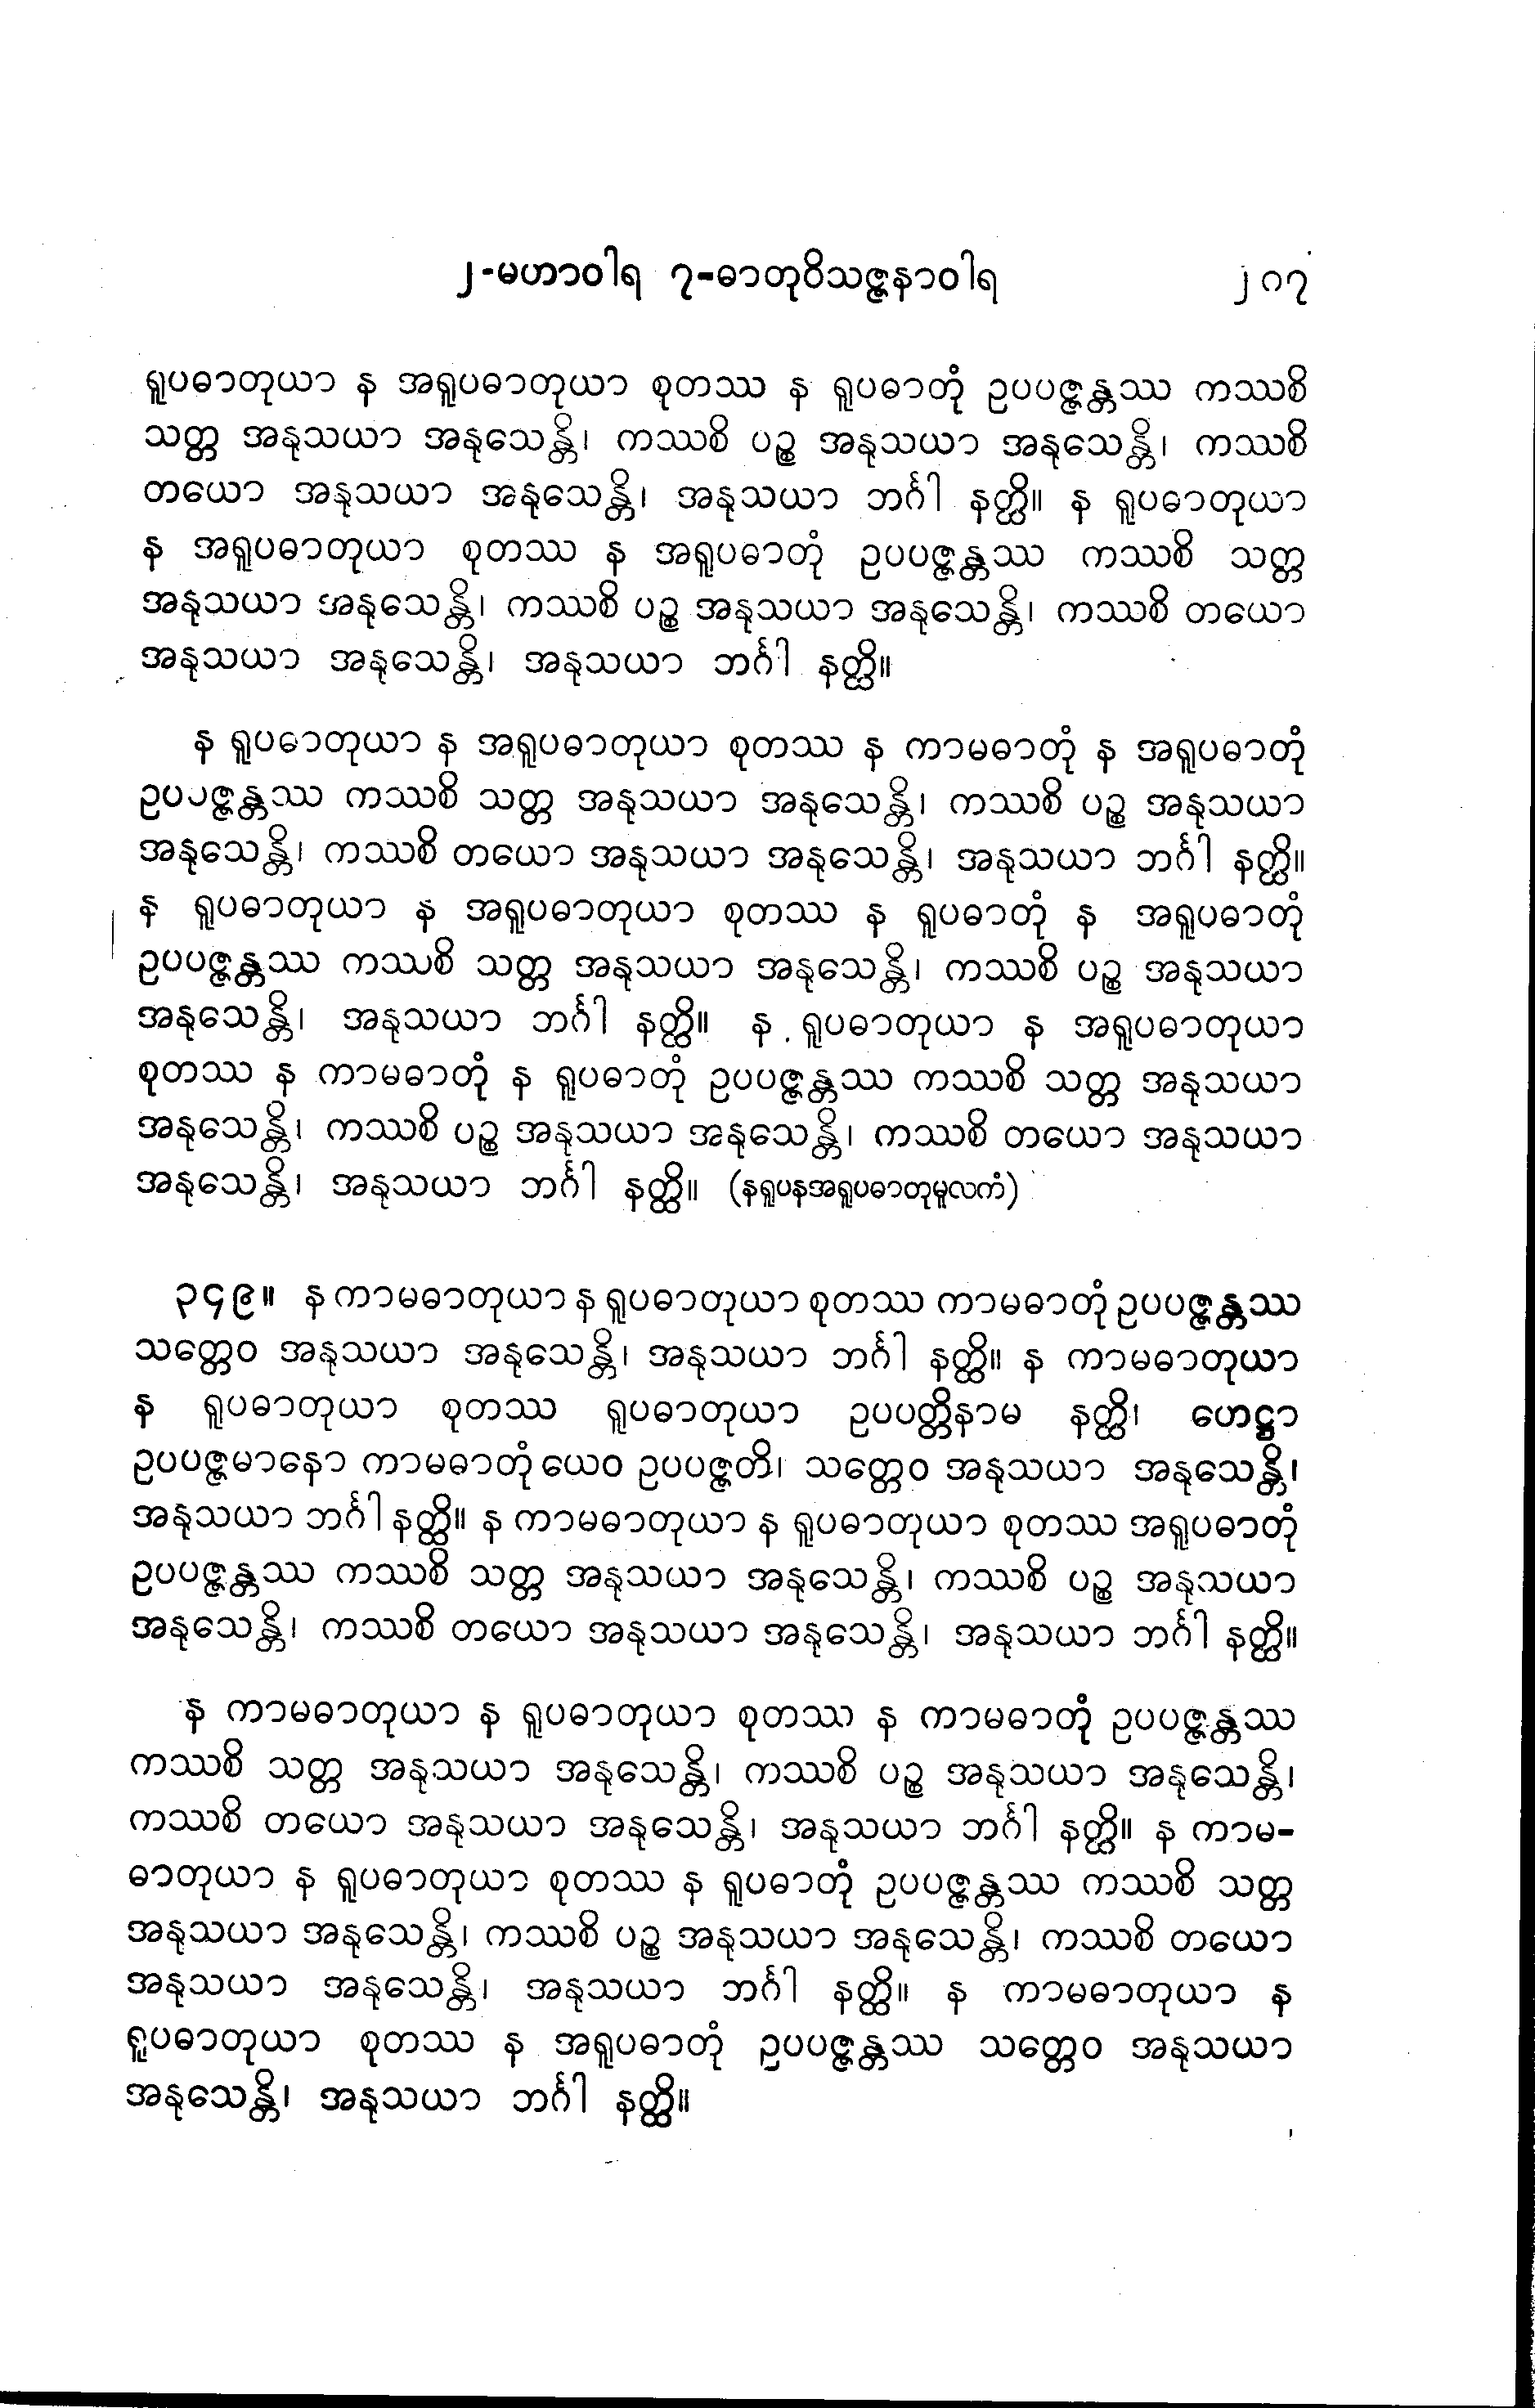 ၂-မဟာဝါရ ၇-ဓာတုဝိသဇ္ဇနာဝါရ ၂၁၇
ရူပဓာတုယာ န အရူပဓာတုယာ စုတဿ န ရူပဓာတုံ ဥပပဇ္ဇန္တဿ ကဿစိ
သတ္တ အနုသယာ အနုသေန္တိ၊ ကဿစိ ပဉ္စ အနုသယာ အနုသေန္တိ၊ ကဿစိ
တယော အနုသယာ အနုသေန္တိ၊ အနုသယာ ဘင်္ဂါ နတ္ထိ။ န ရူပဓာတုယာ
န အရူပဓာတုယာ စုတဿ န အရူပဓာတုံ ဥပပဇ္ဇန္တဿ ကဿစိ သတ္တ
အနုသယာ အနုသေန္တိ၊ ကဿစိ ပဉ္စ အနုသယာ အနုသေန္တိ၊ ကဿစိ တယော
အနုသယာ အနုသေန္တိ၊ အနုသယာ ဘင်္ဂါ နတ္ထိ။
န ရူပဓာတုယာ န အရူပဓာတုယာ စုတဿ န ကာမဓာတုံ န အရူပဓာတုံ
ဥပပဇ္ဇန္တဿ ကဿစိ သတ္တ အနုသယာ အနုသေန္တိ၊ ကဿစိ ပဉ္စ အနုသယာ
အနုသေန္တိ၊ ကဿစိ တယော အနုသယာ အနုသေန္တိ၊ အနုသယာ ဘင်္ဂါ နတ္ထိ။
န ရူပဓာတုယာ န အရူပဓာတုယာ စုတဿ န ရူပဓာတုံ န အရူပဓာတုံ
ဥပပဇ္ဇန္တဿ ကဿစိ သတ္တ အနုသယာ အနုသေန္တိ၊ ကဿစိ ပဉ္စ အနုသယာ
အနုသေန္တိ၊ အနုသယာ ဘင်္ဂါ နတ္ထိ။ န ရူပဓာတုယာ န အရူပဓာတုယာ
စုတဿ န ကာမဓာတုံ န ရူပဓာတုံ ဥပပဇ္ဇန္တဿ ကဿစိ သတ္တ အနုသယာ
အနုသေန္တိ၊ ကဿစိ ပဉ္စ အနုသယာ အနုသေန္တိ၊ ကဿစိ တယော အနုသယာ
အနုသေန္တိ၊ အနုသယာ ဘင်္ဂါ နတ္ထိ။ (နရူပနအရူပဓာတုမူလကံ)
၃၄၉။ န ကာမဓာတုယာ န ရူပဓာတုယာ စုတဿ ကာမဓာတုံ ဥပပဇ္ဇန္တဿ
သတ္တေဝ အနုသယာ အနုသေန္တိ၊ အနုသယာ ဘင်္ဂါ နတ္ထိ။ န ကာမဓာတုယာ
န ရူပဓာတုယာ စုတဿ ရူပဓာတုယာ ဥပပတ္တိနာမ နတ္ထိ၊ ဟေဋ္ဌာ
ဥပပဇ္ဇမာနော ကာမဓာတုံ ယေဝ ဥပပဇ္ဇတိ၊ သတ္တေဝ အနုသယာ အနုသေန္တိ၊
အနုသယာ ဘင်္ဂါ နတ္ထိ။ န ကာမဓာတုယာ န ရူပဓာတုယာ စုတဿ အရူပဓာတုံ
ဥပပဇ္ဇန္တဿ ကဿစိ သတ္တ အနုသယာ အနုသေန္တိ၊ ကဿစိ ပဉ္စ အနုသယာ
အနုသေန္တိ၊ ကဿစိ တယော အနုသယာ အနုသေန္တိ၊ အနုသယာ ဘင်္ဂါ နတ္ထိ။
န ကာမဓာတုယာ န ရူပဓာတုယာ စုတဿ န ကာမဓာတုံ ဥပပဇ္ဇန္တဿ
ကဿစိ သတ္တ အနုသယာ အနုသေန္တိ၊ ကဿစိ ပဉ္စ အနုသယာ အနုသေန္တိ၊
ကဿစိ တယော အနုသယာ အနုသေန္တိ၊ အနုသယာ ဘင်္ဂါ နတ္ထိ။ န ကာမ-
ဓာတုယာ န ရူပဓာတုယာ စုတဿ န ရူပဓာတုံ ဥပပဇ္ဇန္တဿ ကဿစိ သတ္တ
အနုသယာ အနုသေန္တိ၊ ကဿစိ ပဉ္စ အနုသယာ အနုသေန္တိ၊ ကဿစိ တယော
အနုသယာ အနုသေန္တိ၊ အနုသယာ ဘင်္ဂါ နတ္ထိ။ န ကာမဓာတုယာ န
ရူပဓာတုယာ စုတဿ န အရူပဓာတုံ ဥပပဇ္ဇန္တဿ သတ္တေဝ အနုသယာ
အနုသေန္တိ၊ အနုသယာ ဘင်္ဂါ နတ္ထိ။